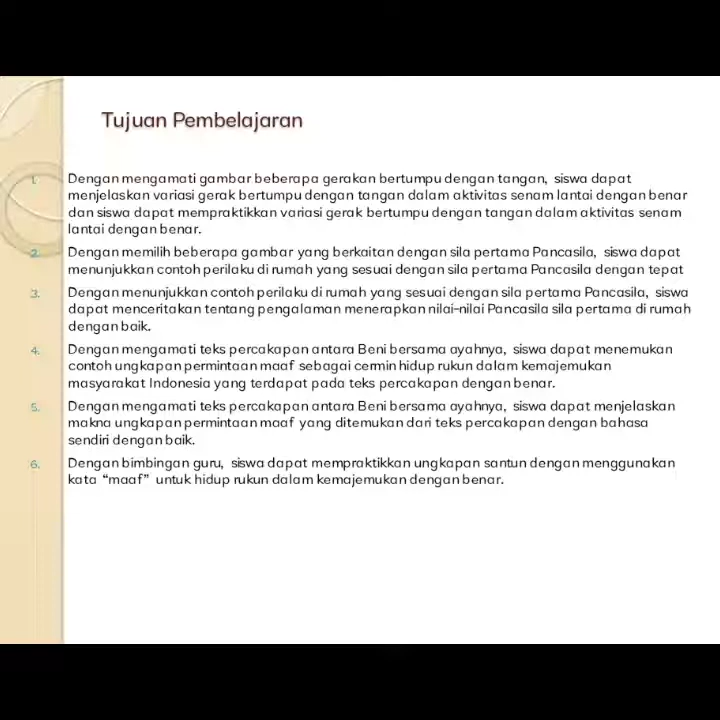 Tujuan Pembelajaran
1. Dengan mengamati gambar beberapa gerakan bertumpu dengan tangan, siswa dapat
menjelaskan variasi gerak bertumpu dengan tangan dalam aktivitas senam lantai dengan benar
dan siswa dapat mempraktikkan variasi gerak bertumpu dengan tangan dalam aktivitas senam
lantai dengan benar.
2. Dengan memilih beberapa gambar yang berkaitan dengan sila pertama Pancasila, siswa dapat
menunjukkan contoh perilaku di rumah yang sesuai dengan sila pertama Pancasila dengan tepat
3. Dengan menunjukkan contoh perilaku di rumah yang sesuai dengan sila pertama Pancasila, siswa
dapat menceritakan tentang pengalaman menerapkan nilai-nilai Pancasila sila pertama di rumah
dengan baik.
4. Dengan mengamati teks percakapan antara Beni bersama ayahnya, siswa dapat menemukan
contoh ungkapan permintaan maaf sebagai cermin hidup rukun dalam kemajemukan
masyarakat Indonesia yang terdapat pada teks percakapan dengan benar.
5. Dengan mengamati teks percakapan antara Beni bersama ayahnya, siswa dapat menjelaskan
makna ungkapan permintaan maaf yang ditemukan dari teks percakapan dengan bahasa
sendiri dengan baik.
6. Dengan bimbingan guru, siswa dapat mempraktikkan ungkapan santun dengan menggunakan
kata “maaf” untuk hidup rukun dalam kemajemukan dengan benar.